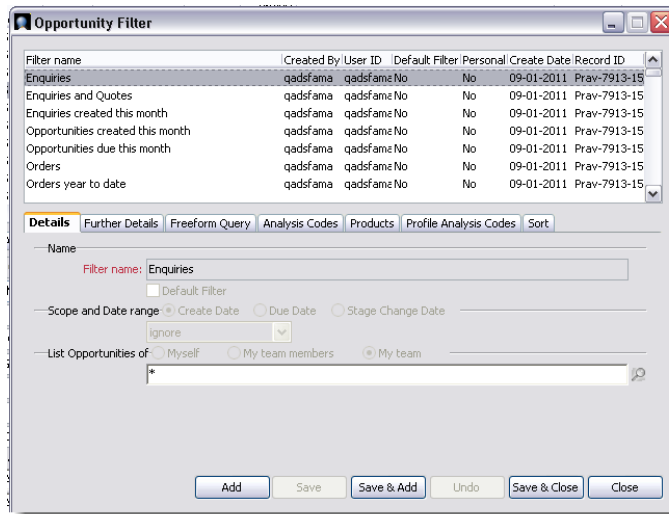 Opportunity Filter
Filter name Created By User ID Default Filter Personal Create Date Record ID
Enquiries qadsfama qadsfama No No 09-01-2011 Prav-7913-15
Enquiries and Quotes qadsfama qadsfama No No 09-01-2011 Prav-7913-15
Enquiries created this month qadsfama qadsfama No No 09-01-2011 Prav-7913-15
Opportunities created this month qadsfama qadsfama No No 09-01-2011 Prav-7913-15
Opportunities due this month qadsfama qadsfama No No 09-01-2011 Prav-7913-15
Orders qadsfama qadsfama No No 09-01-2011 Prav-7913-15
Orders year to date qadsfama qadsfama No No 09-01-2011 Prav-7913-15
Details Further Details Freeform Query Analysis Codes Products Profile Analysis Codes Sort
Name
Filter name: Enquiries
Default Filter
Scope and Date range Create Date Due Date Stage Change Date
ignore
List Opportunities of Myself My team members My team
*
Add Save Save & Add Undo Save & Close Close